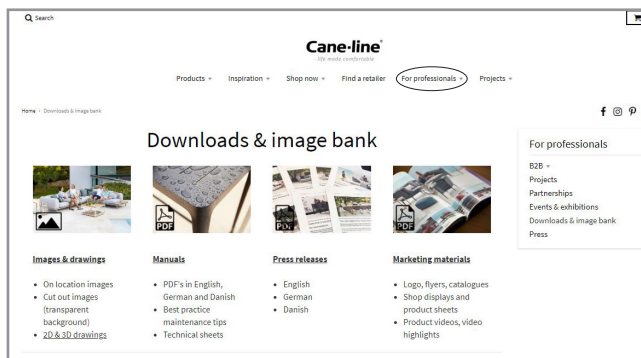 Search
Cane-line®
- life made comfortable
Products Inspiration Shop now Find a retailer For professionals Projects
Home › Downloads & image bank
Downloads & image bank
For professionals
B2B
Projects
Partnerships
Events & exhibitions
Downloads & image bank
Press
PDF
PDF
PDF
Images & drawings
• On location images
• Cut out images
(transparent
background)
• 2D & 3D drawings
Manuals
• PDF's in English,
German and Danish
• Best practice
maintenance tips
• Technical sheets
Press releases
• English
• German
• Danish
Marketing materials
• Logo, flyers, catalogues
• Shop displays and
product sheets
• Product videos, video
highlights